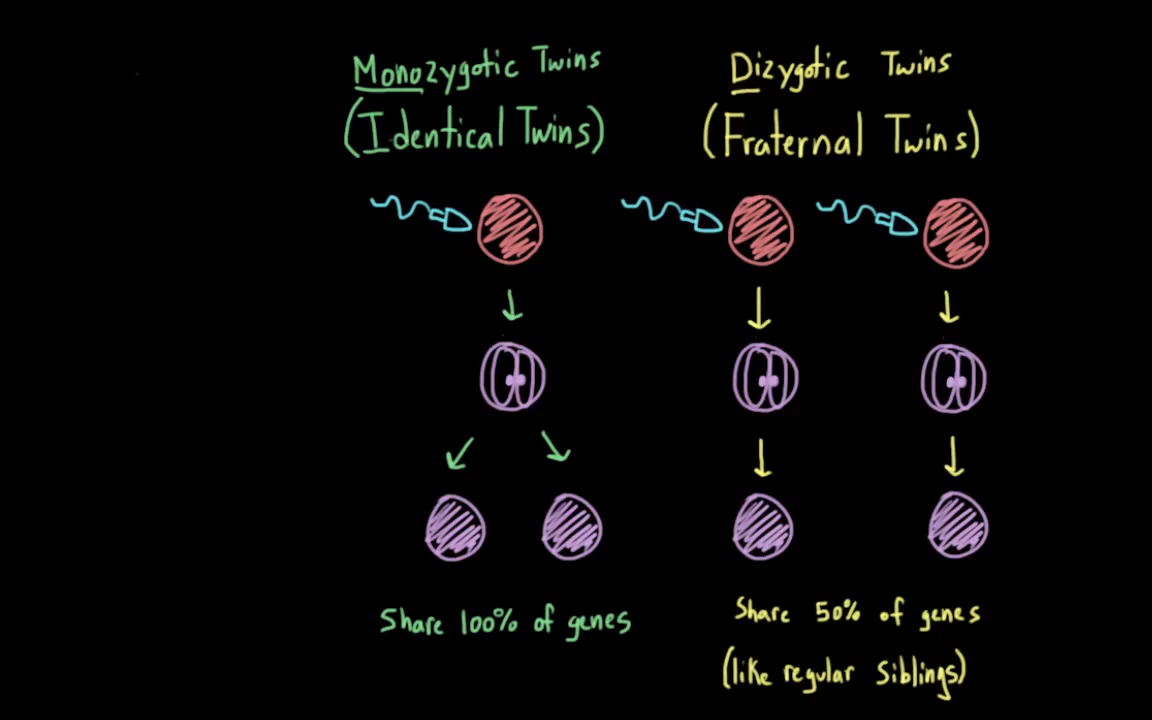 Monozygotic Twins
(Identical Twins)
Dizygotic Twins
(Fraternal Twins)
Share 100% of genes
Share 50% of genes
(like regular siblings)